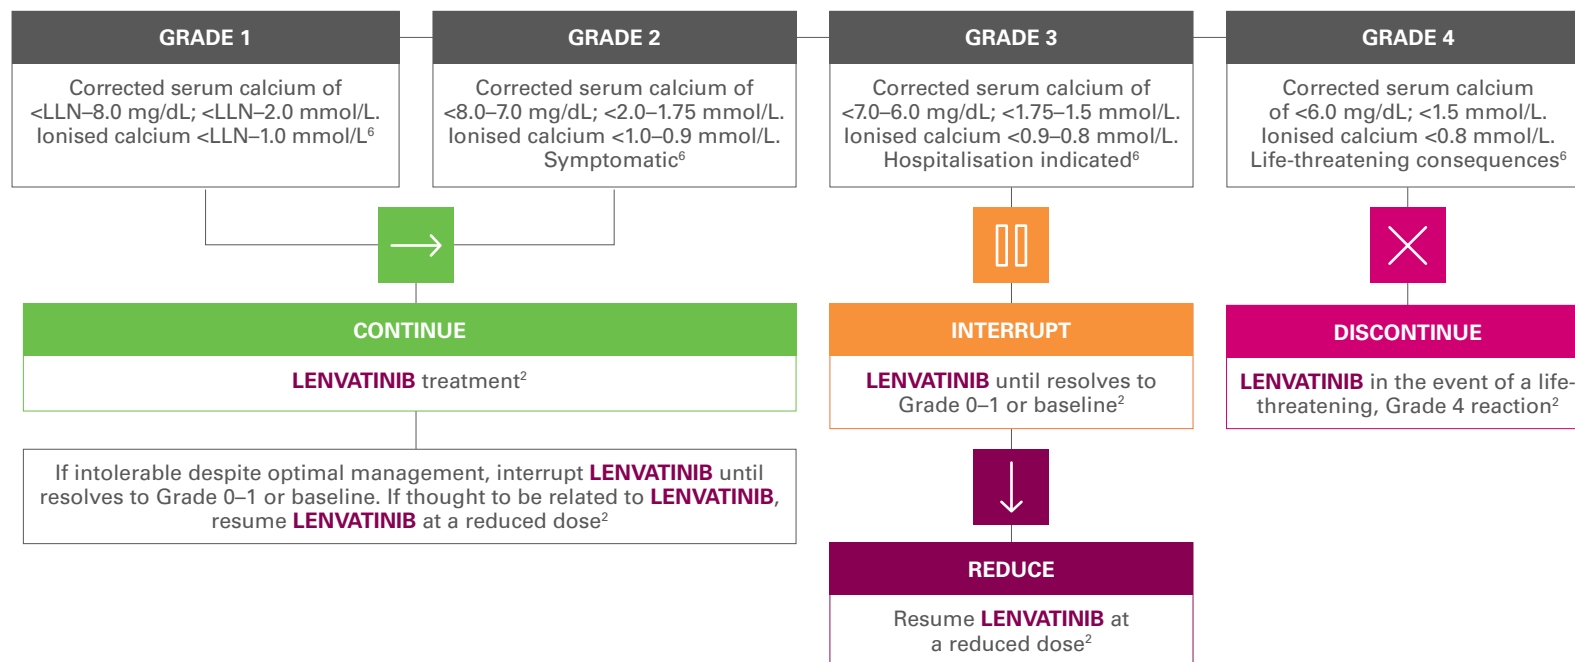 GRADE 1
Corrected serum calcium of
<LLN–8.0 mg/dL; <LLN–2.0 mmol/L.
Ionised calcium <LLN–1.0 mmol/L⁶
GRADE 2
Corrected serum calcium of
<8.0–7.0 mg/dL; <2.0–1.75 mmol/L.
Ionised calcium <1.0–0.9 mmol/L.
Symptomatic⁶
GRADE 3
Corrected serum calcium of
<7.0–6.0 mg/dL; <1.75–1.5 mmol/L.
Ionised calcium <0.9–0.8 mmol/L.
Hospitalisation indicated⁶
GRADE 4
Corrected serum calcium
of <6.0 mg/dL; <1.5 mmol/L.
Ionised calcium <0.8 mmol/L.
Life-threatening consequences⁶
CONTINUE
LENVATINIB treatment²
If intolerable despite optimal management, interrupt LENVATINIB until
resolves to Grade 0–1 or baseline. If thought to be related to LENVATINIB,
resume LENVATINIB at a reduced dose²
INTERRUPT
LENVATINIB until resolves to
Grade 0–1 or baseline²
REDUCE
Resume LENVATINIB at
a reduced dose²
DISCONTINUE
LENVATINIB in the event of a life-
threatening, Grade 4 reaction²